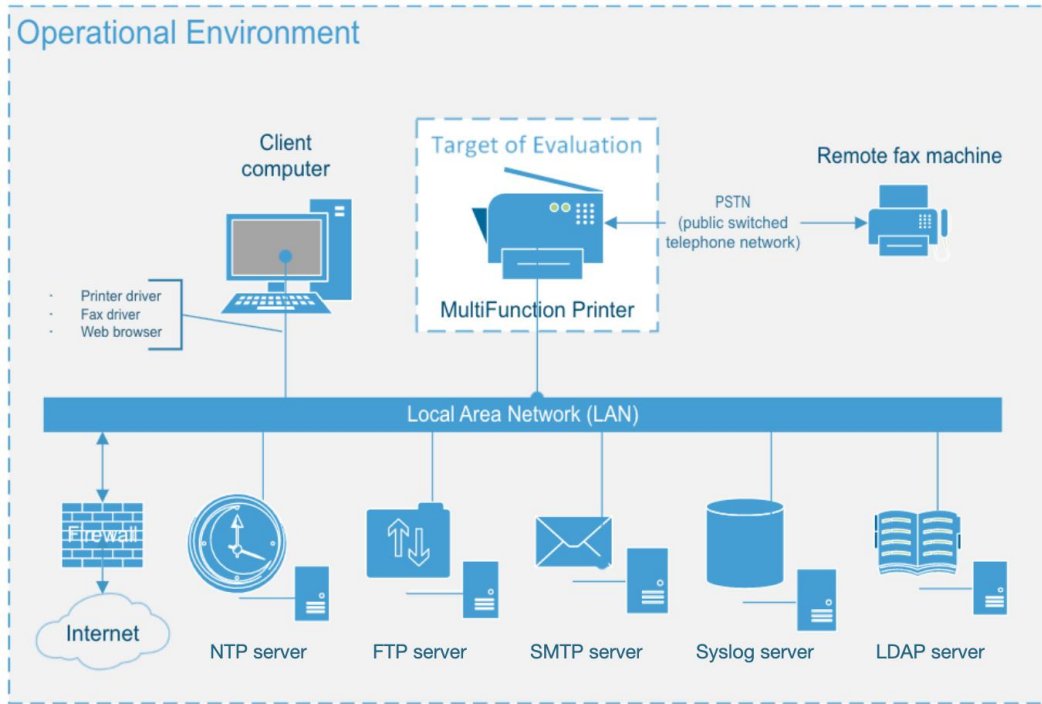 Operational Environment
Client
computer
Target of Evaluation
MultiFunction Printer
PSTN
(public switched
telephone network)
Remote fax machine
· Printer driver
· Fax driver
· Web browser
Local Area Network (LAN)
Firewall
Internet
NTP server
FTP server
SMTP server
Syslog server
LDAP server